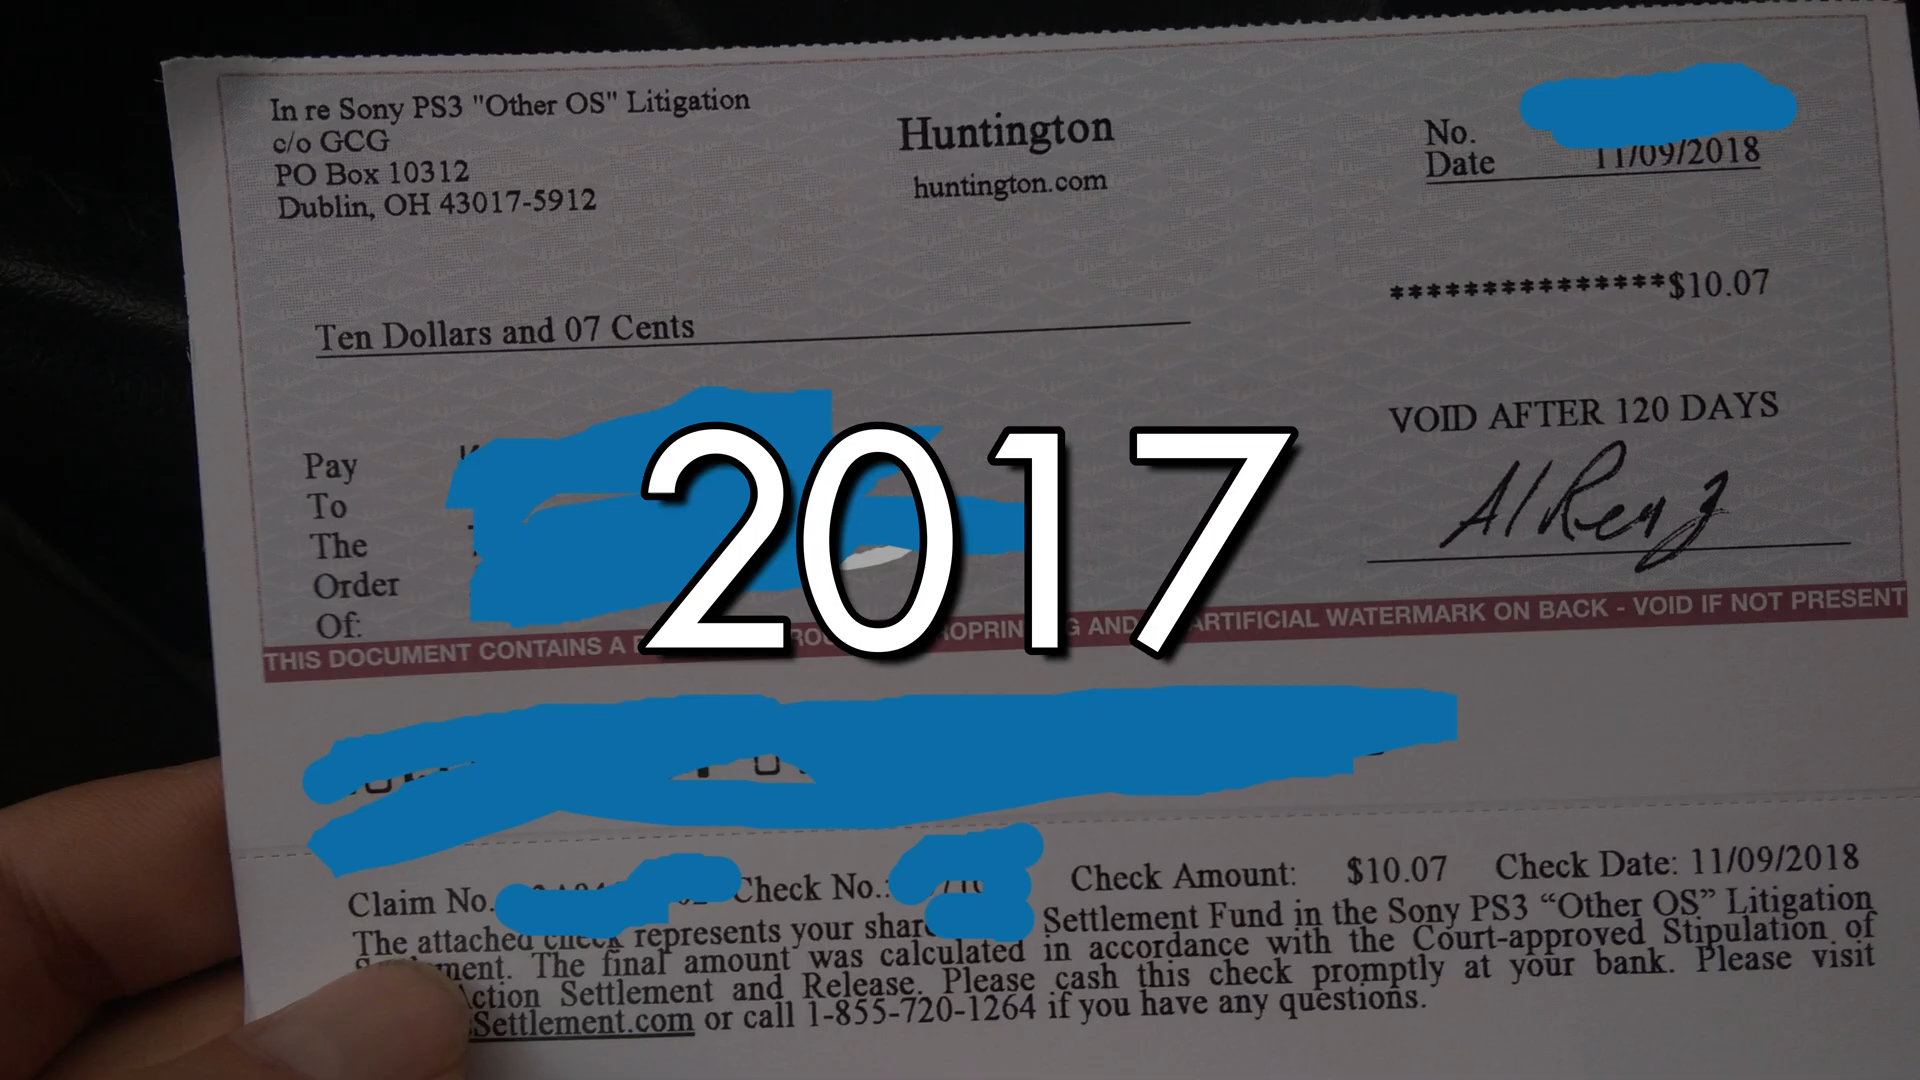 In re Sony PS3 "Other OS" Litigation
c/o GCG
PO Box 10312
Dublin, OH 43017-5912
Huntington
huntington.com
No.
Date 11/09/2018
***************$10.07
Ten Dollars and 07 Cents
VOID AFTER 120 DAYS
Pay
To
The
Order
Of:
2017
THIS DOCUMENT CONTAINS A AND ARTIFICIAL WATERMARK ON BACK - VOID IF NOT PRESENT
Claim No. Check No.: Check Amount: $10.07 Check Date: 11/09/2018
The attached check represents your Settlement Fund in the Sony PS3 “Other OS” Litigation
The final amount was calculated in accordance with the Court-approved Stipulation of
Settlement and Release. Please cash this check promptly at your bank. Please visit
Settlement.com or call 1-855-720-1264 if you have any questions.